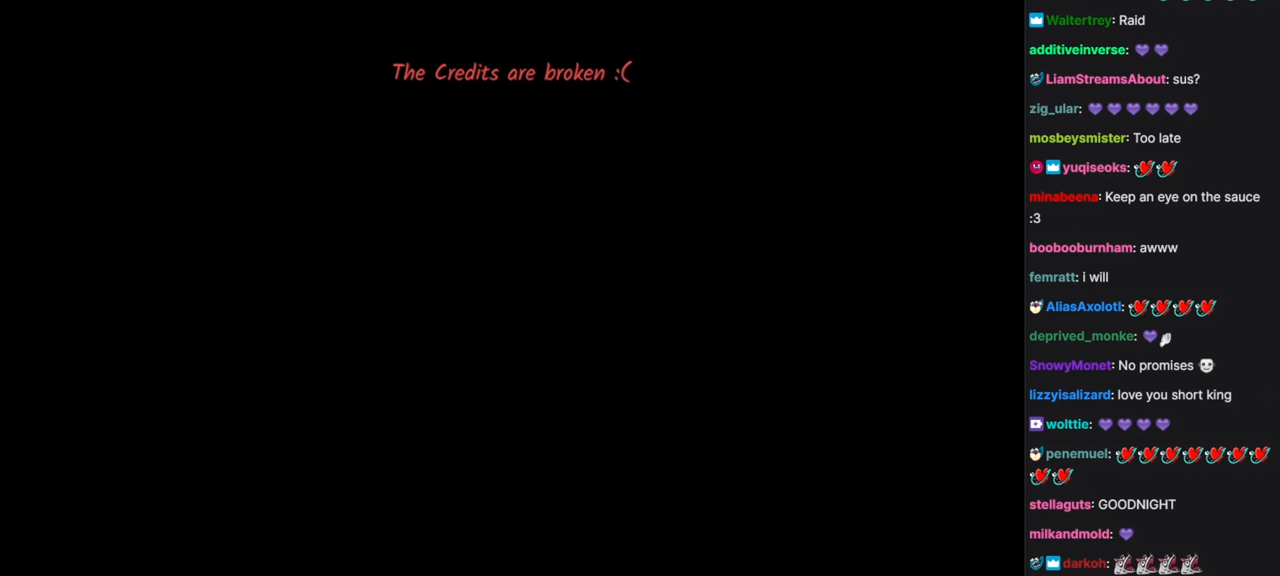 The Credits are broken :(
Waltertrey: Raid
additiveinverse: 💜 💜
LiamStreamsAbout: sus?
zig_ular: 💜 💜 💜 💜 💜 💜
mosbeysmister: Too late
yuqiseoks:
minabeena: Keep an eye on the sauce
:3
boobooburnham: awww
femratt: i will
AliasAxolotl:
deprived_monke: 💜
SnowyMonet: No promises
lizzyisalizard: love you short king
wolttie: 💜 💜 💜 💜
penemuel:
stellaguts: GOODNIGHT
milkandmold: 💜
darkoh: